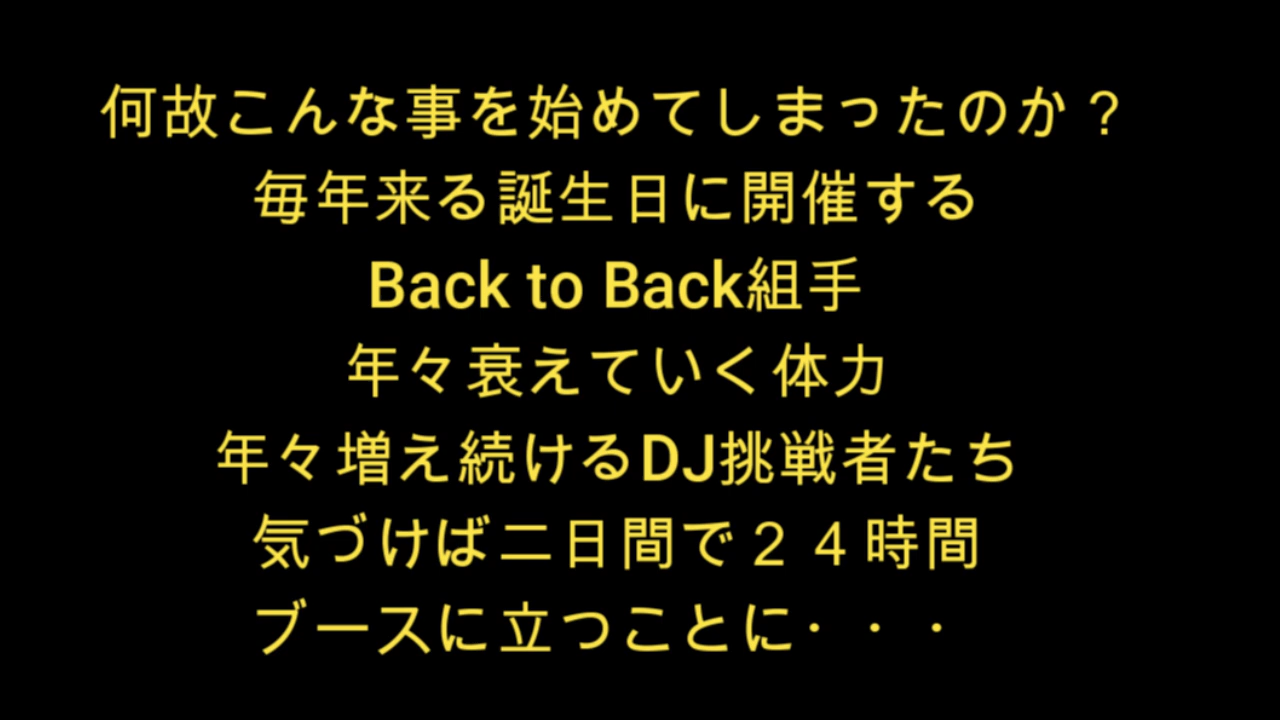 何故こんな事を始めてしまったのか？
毎年来る誕生日に開催する
Back to Back組手
年々衰えていく体力
年々増え続けるDJ挑戦者たち
気づけば二日間で２４時間
ブースに立つことに・・・